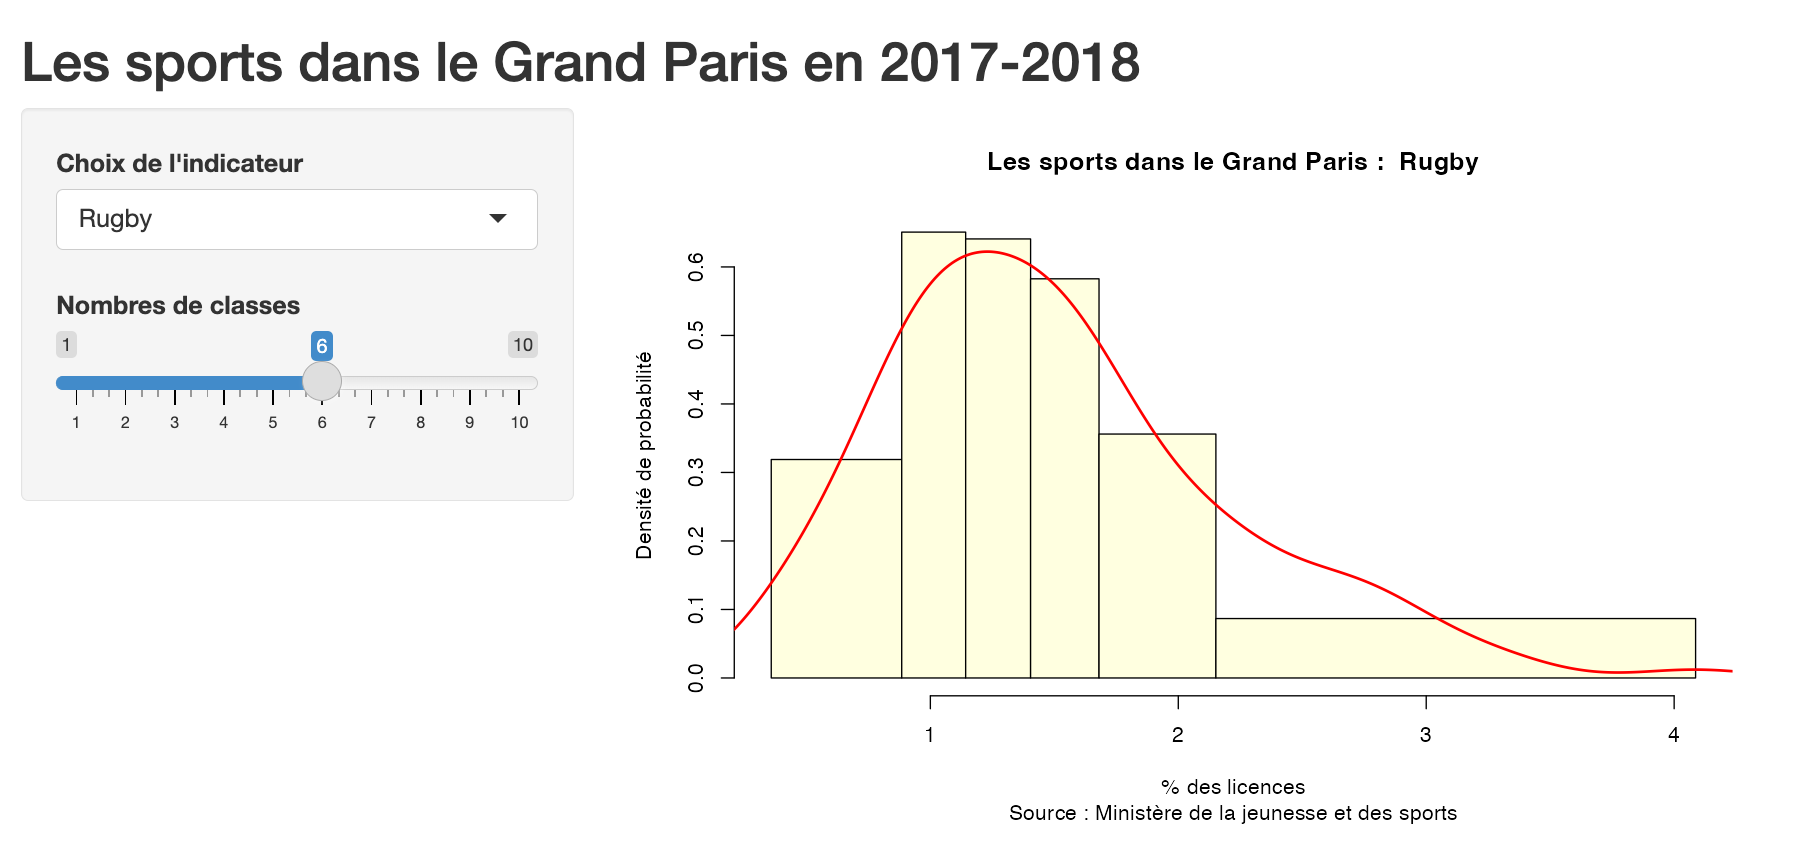 Les sports dans le Grand Paris en 2017-2018
Choix de l'indicateur
Rugby
Nombres de classes
1 6 10
1 2 3 4 5 6 7 8 9 10
Les sports dans le Grand Paris : Rugby
Densité de probabilité
0.6
0.5
0.4
0.3
0.2
0.1
0.0
1 2 3 4
% des licences
Source : Ministère de la jeunesse et des sports